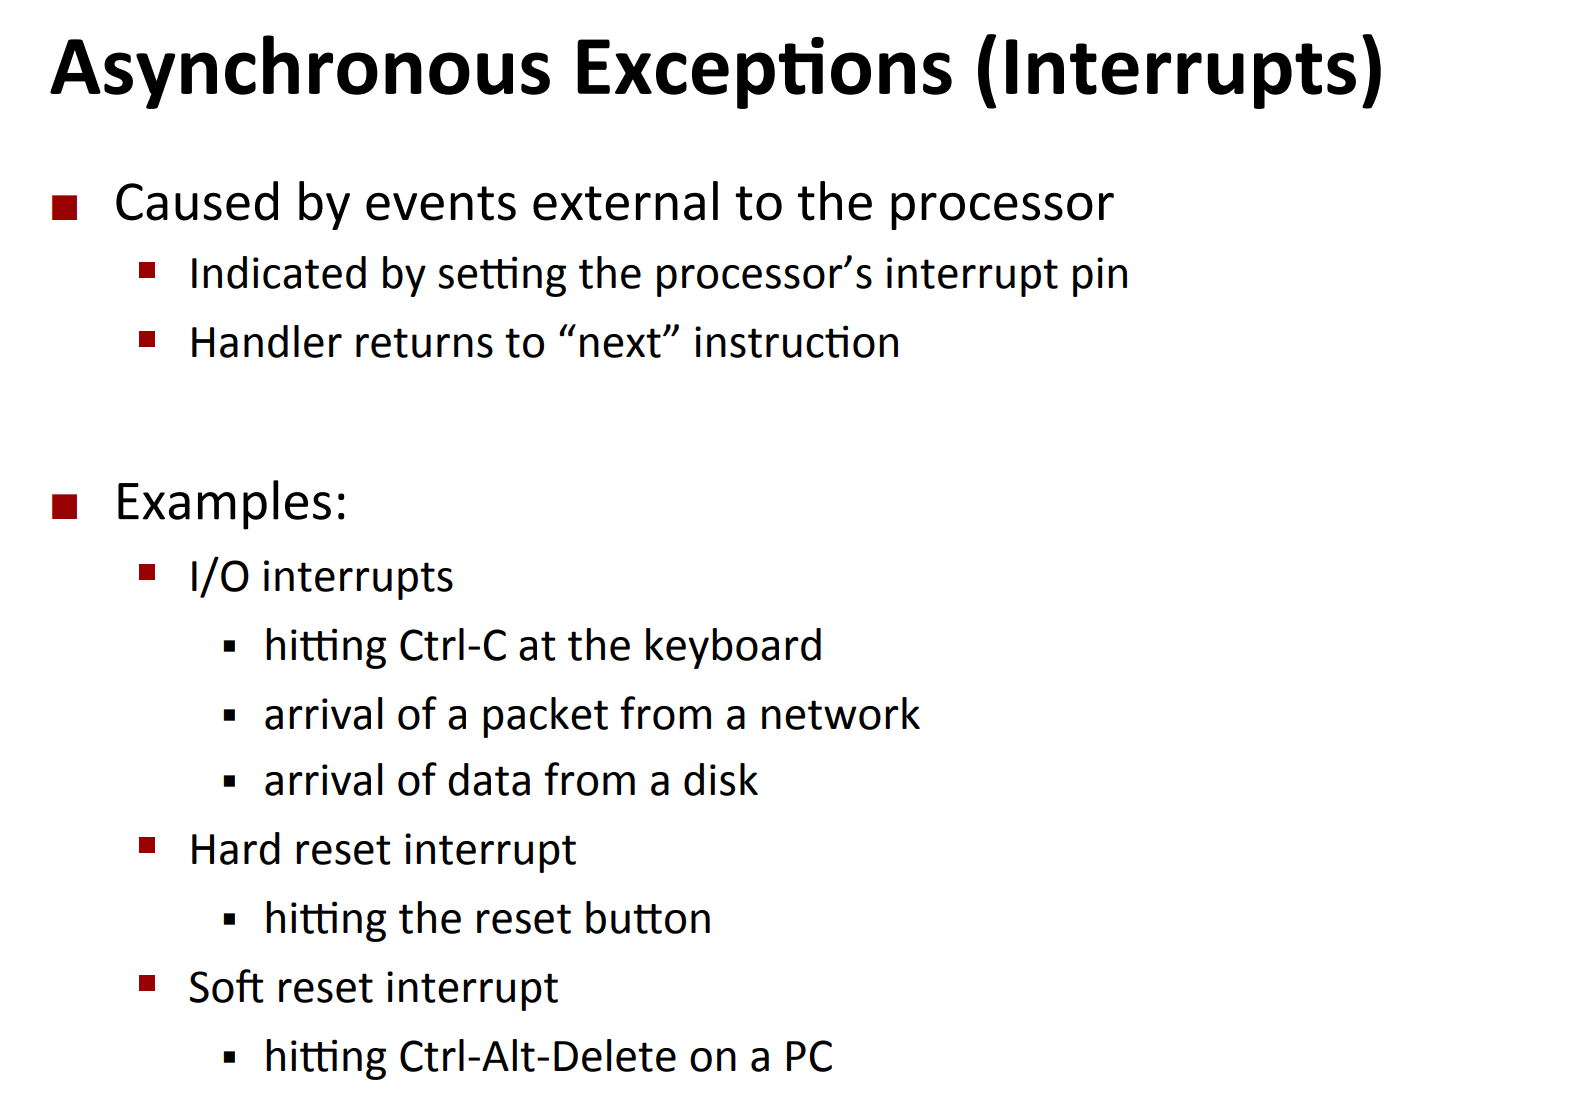 Asynchronous Exceptions (Interrupts)
Caused by events external to the processor
Indicated by setting the processor’s interrupt pin
Handler returns to “next” instruction
Examples:
I/O interrupts
hitting Ctrl-C at the keyboard
arrival of a packet from a network
arrival of data from a disk
Hard reset interrupt
hitting the reset button
Soft reset interrupt
hitting Ctrl-Alt-Delete on a PC